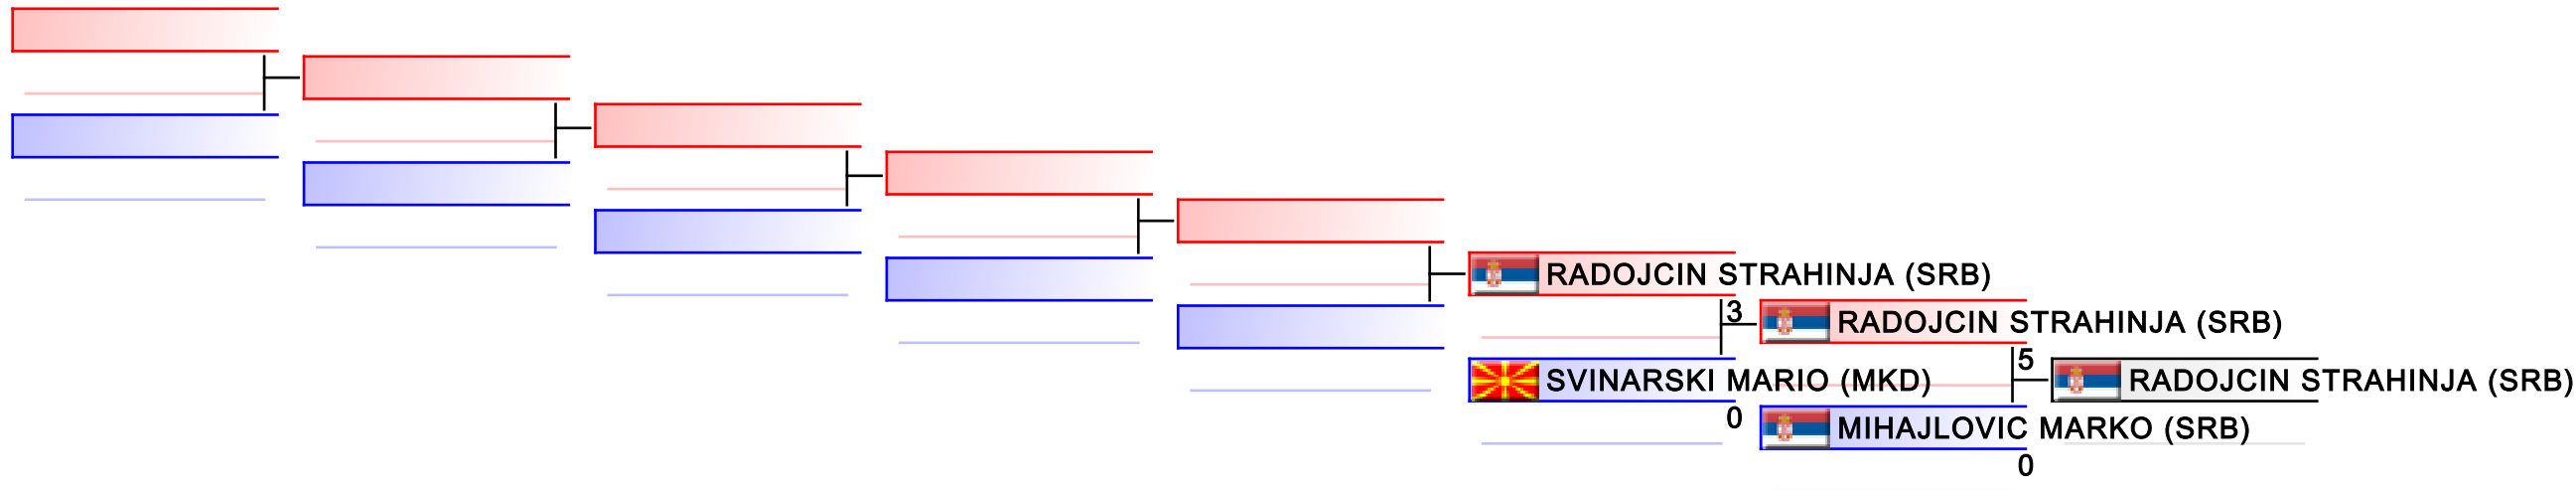 RADOJCIN STRAHINJA (SRB)
3
RADOJCIN STRAHINJA (SRB)
SVINARSKI MARIO (MKD)
0
5
RADOJCIN STRAHINJA (SRB)
MIHAJLOVIC MARKO (SRB)
0